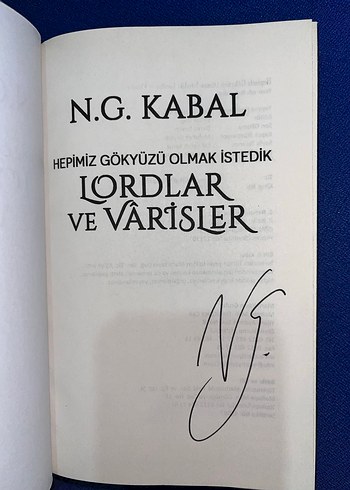 N.G. KABAL
HEPİMİZ GÖKYÜZÜ OLMAK İSTEDİK
LORDLAR
VE VÂRİSLER